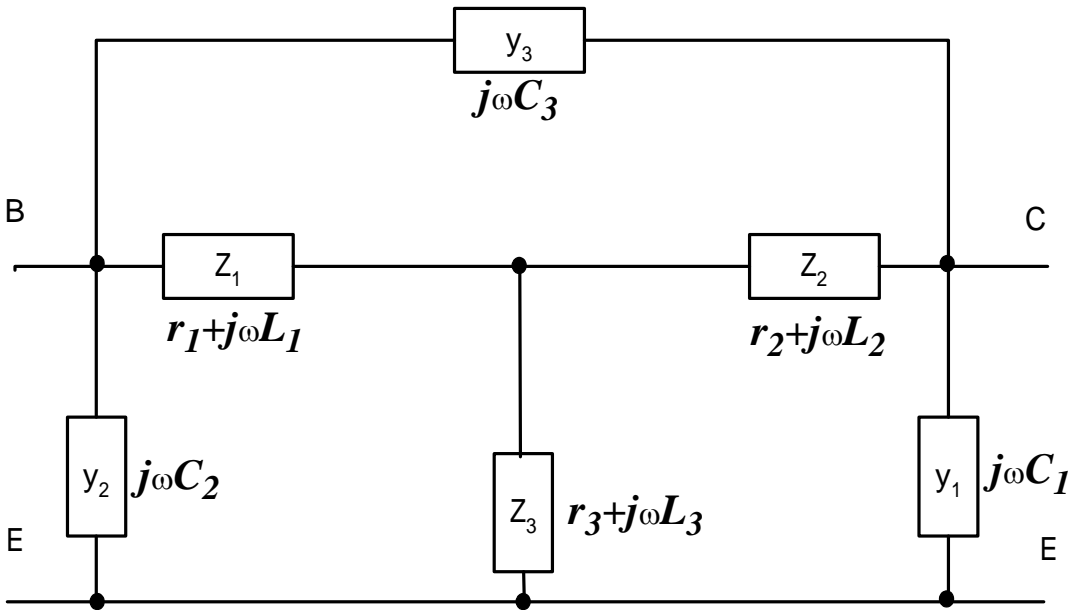 y3
jωC3
B
C
Z1
Z2
r1+jωL1
r2+jωL2
y2
jωC2
Z3
r3+jωL3
y1
jωC1
E
E